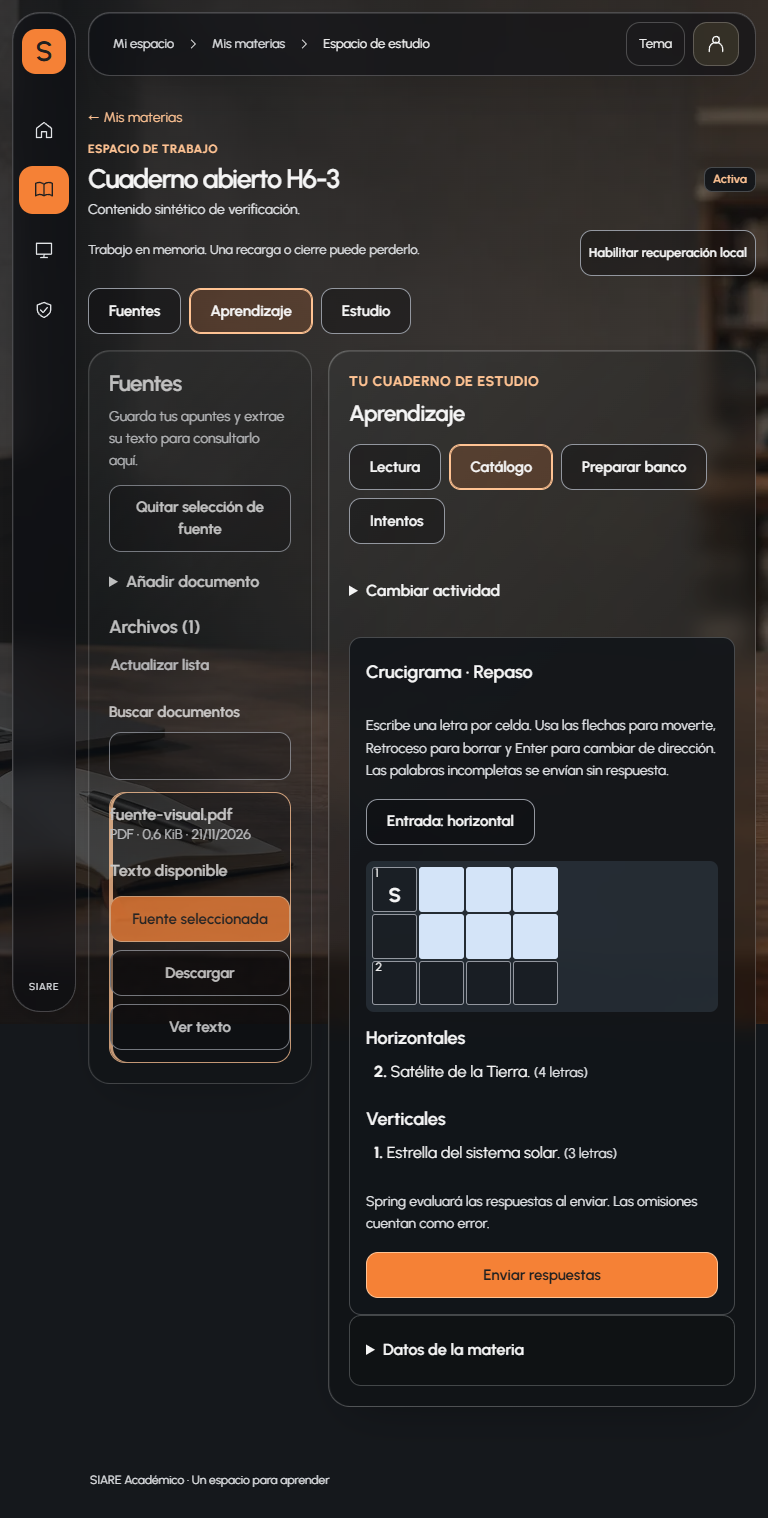 S
Mi espacio
Mis materias
Espacio de estudio
Tema
← Mis materias
ESPACIO DE TRABAJO
Cuaderno abierto H6-3
Activa
Contenido sintético de verificación.
Trabajo en memoria. Una recarga o cierre puede perderlo.
Habilitar recuperación local
Fuentes
Aprendizaje
Estudio
Fuentes
Guarda tus apuntes y extrae
su texto para consultarlo
aquí.
Quitar selección de
fuente
Añadir documento
Archivos (1)
Actualizar lista
Buscar documentos
fuente-visual.pdf
PDF · 0,6 KiB · 21/11/2026
Texto disponible
Fuente seleccionada
Descargar
Ver texto
SIARE
TU CUADERNO DE ESTUDIO
Aprendizaje
Lectura
Catálogo
Preparar banco
Intentos
Cambiar actividad
Crucigrama · Repaso
Escribe una letra por celda. Usa las flechas para moverte,
Retroceso para borrar y Enter para cambiar de dirección.
Las palabras incompletas se envían sin respuesta.
Entrada: horizontal
1
S
2
Horizontales
2. Satélite de la Tierra. (4 letras)
Verticales
1. Estrella del sistema solar. (3 letras)
Spring evaluará las respuestas al enviar. Las omisiones
cuentan como error.
Enviar respuestas
Datos de la materia
SIARE Académico · Un espacio para aprender